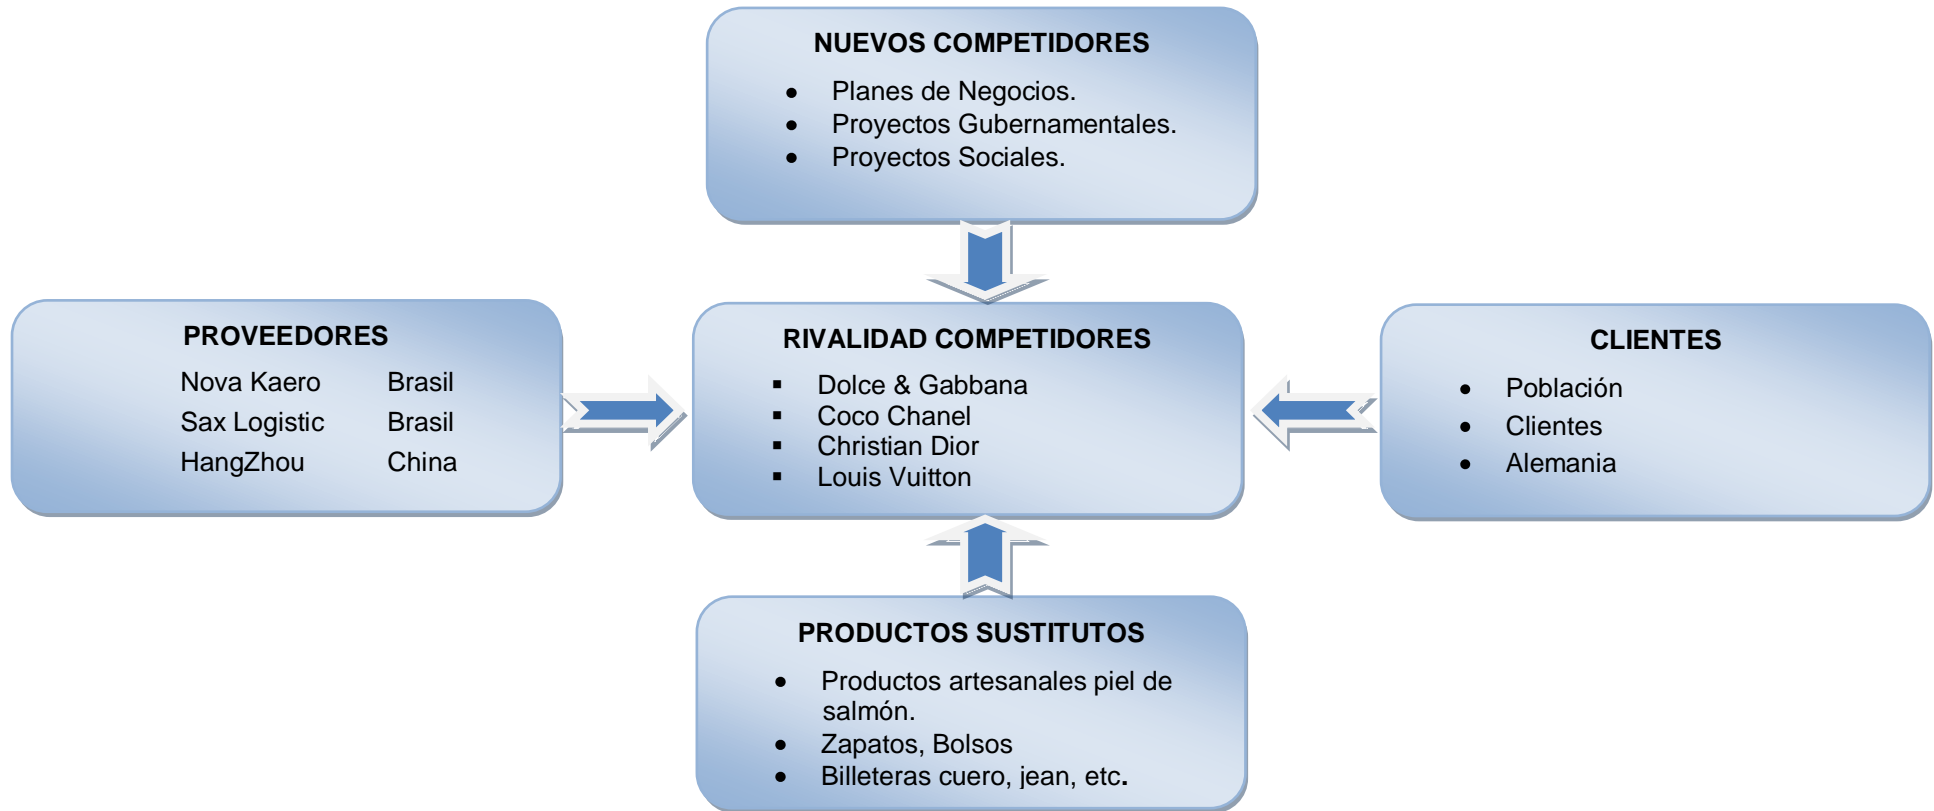 NUEVOS COMPETIDORES
● Planes de Negocios.
● Proyectos Gubernamentales.
● Proyectos Sociales.
PROVEEDORES
Nova Kaero Brasil
Sax Logistic Brasil
HangZhou China
RIVALIDAD COMPETIDORES
▪ Dolce & Gabbana
▪ Coco Chanel
▪ Christian Dior
▪ Louis Vuitton
CLIENTES
● Población
● Clientes
● Alemania
PRODUCTOS SUSTITUTOS
● Productos artesanales piel de
salmón.
● Zapatos, Bolsos
● Billeteras cuero, jean, etc.